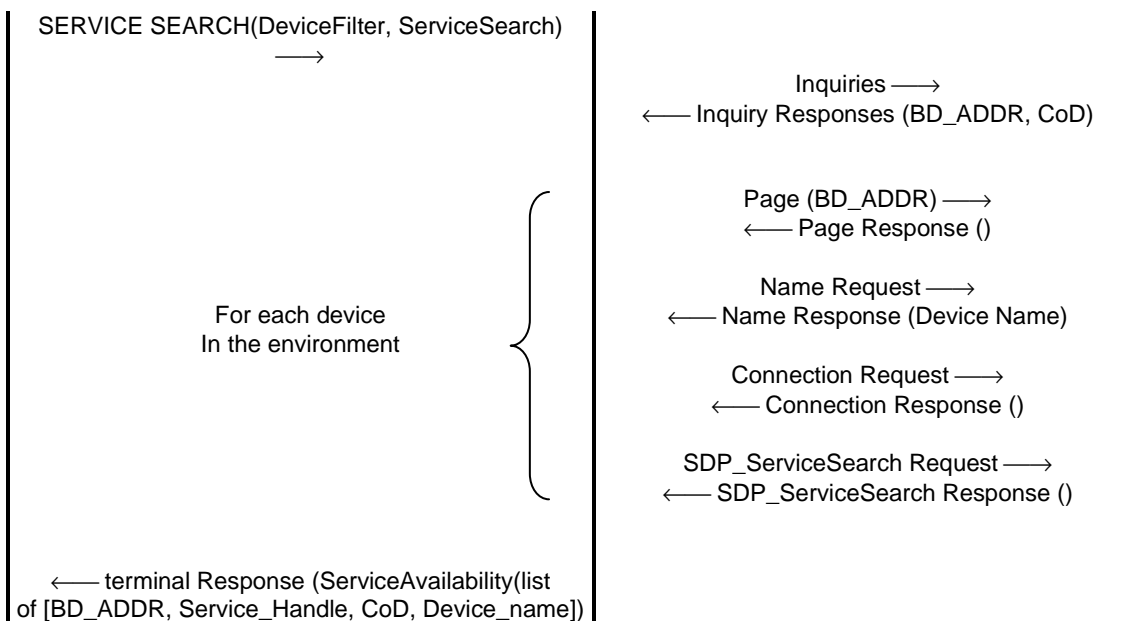 SERVICE SEARCH(DeviceFilter, ServiceSearch)
⟶
Inquiries ⟶
⟵ Inquiry Responses (BD_ADDR, CoD)
Page (BD_ADDR) ⟶
⟵ Page Response ()
For each device
In the environment
Name Request ⟶
⟵ Name Response (Device Name)
Connection Request ⟶
⟵ Connection Response ()
SDP_ServiceSearch Request ⟶
⟵ SDP_ServiceSearch Response ()
⟵ terminal Response (ServiceAvailability(list
of [BD_ADDR, Service_Handle, CoD, Device_name])